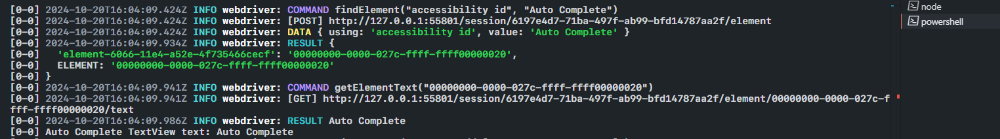 [0-0] 2024-10-20T16:04:09.424Z INFO webdriver: COMMAND findElement("accessibility id", "Auto Complete")
[0-0] 2024-10-20T16:04:09.424Z INFO webdriver: [POST] http://127.0.0.1:55801/session/6197e4d7-71ba-497f-ab99-bfd14787aa2f/element
[0-0] 2024-10-20T16:04:09.424Z INFO webdriver: DATA { using: 'accessibility id', value: 'Auto Complete' }
[0-0] 2024-10-20T16:04:09.934Z INFO webdriver: RESULT {
[0-0]   'element-6066-11e4-a52e-4f735466cecf': '00000000-0000-027c-ffff-ffff00000020',
[0-0]   ELEMENT: '00000000-0000-027c-ffff-ffff00000020'
[0-0] }
[0-0] 2024-10-20T16:04:09.941Z INFO webdriver: COMMAND getElementText("00000000-0000-027c-ffff-ffff00000020")
[0-0] 2024-10-20T16:04:09.941Z INFO webdriver: [GET] http://127.0.0.1:55801/session/6197e4d7-71ba-497f-ab99-bfd14787aa2f/element/00000000-0000-027c-f
fff-ffff00000020/text
[0-0] 2024-10-20T16:04:09.986Z INFO webdriver: RESULT Auto Complete
[0-0] Auto Complete TextView text: Auto Complete
node
powershell